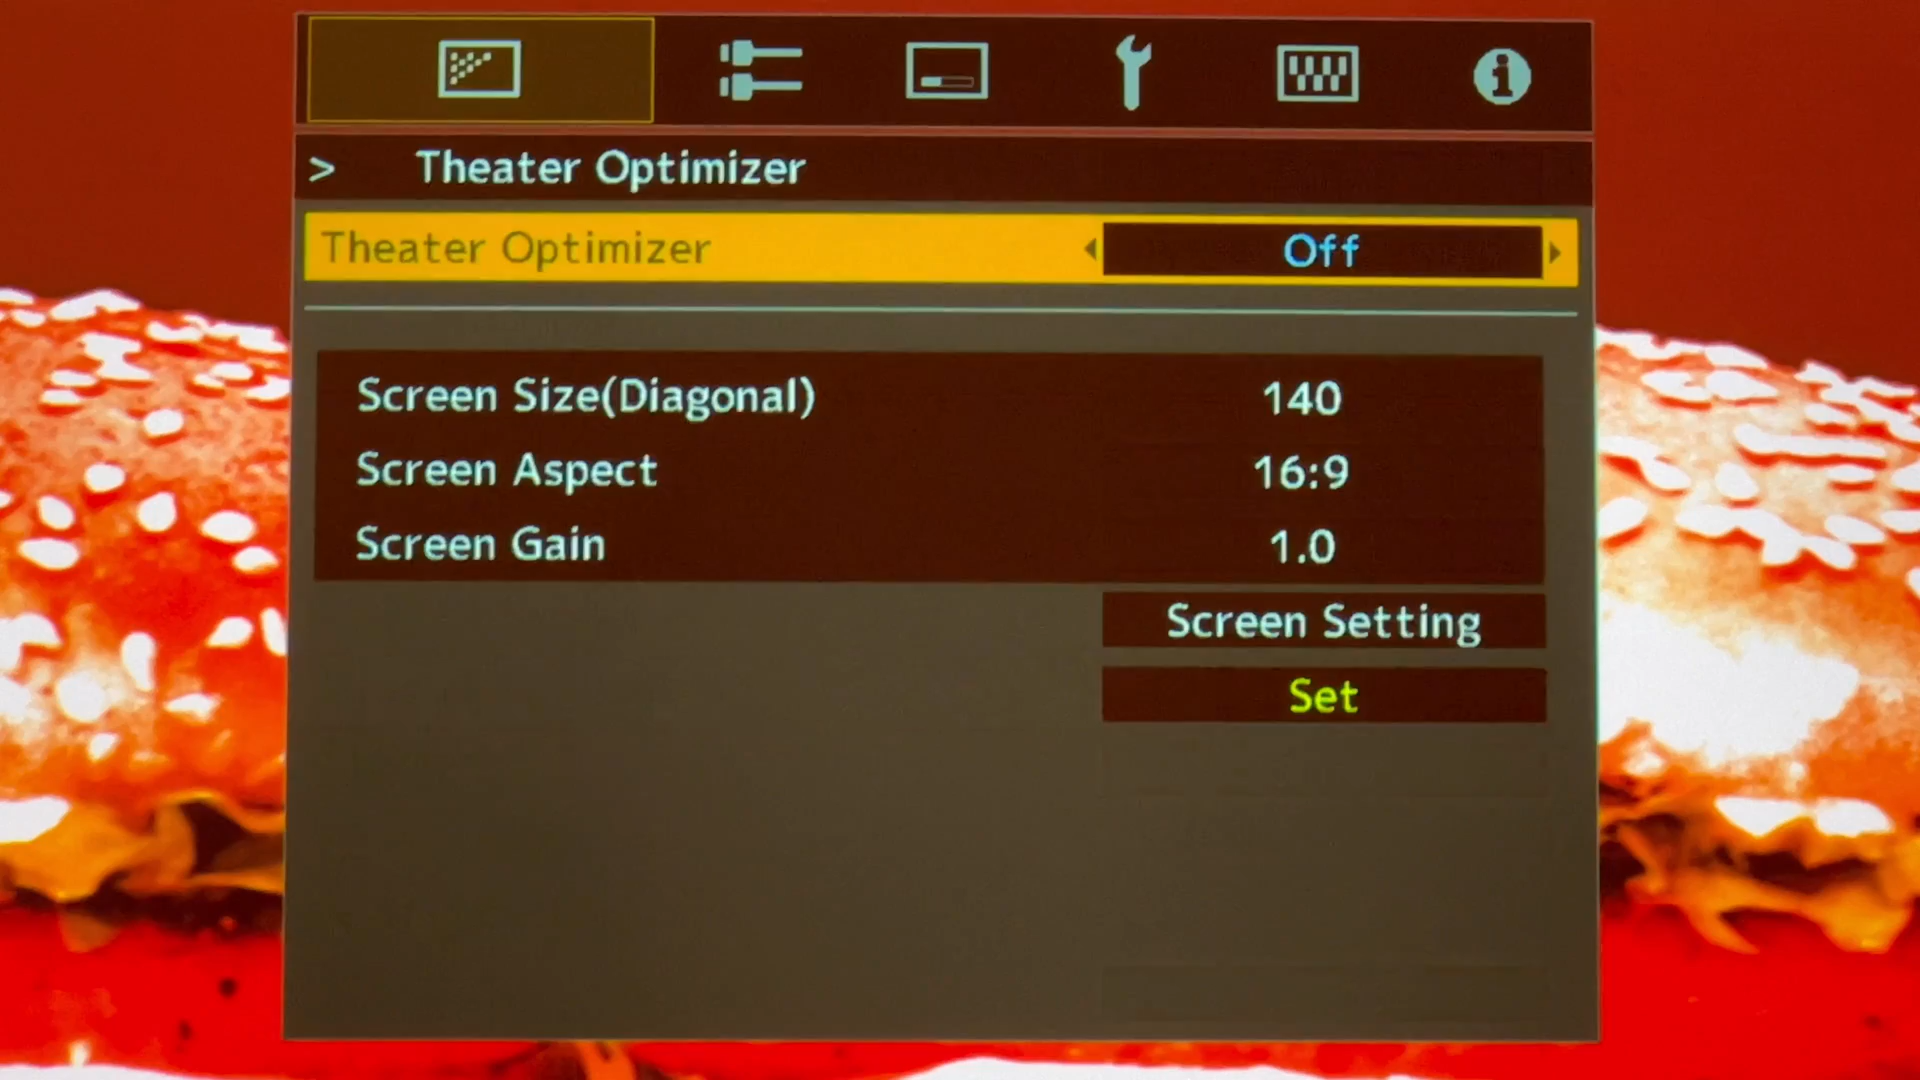 > Theater Optimizer
Theater Optimizer Off
Screen Size(Diagonal) 140
Screen Aspect 16:9
Screen Gain 1.0
Screen Setting
Set